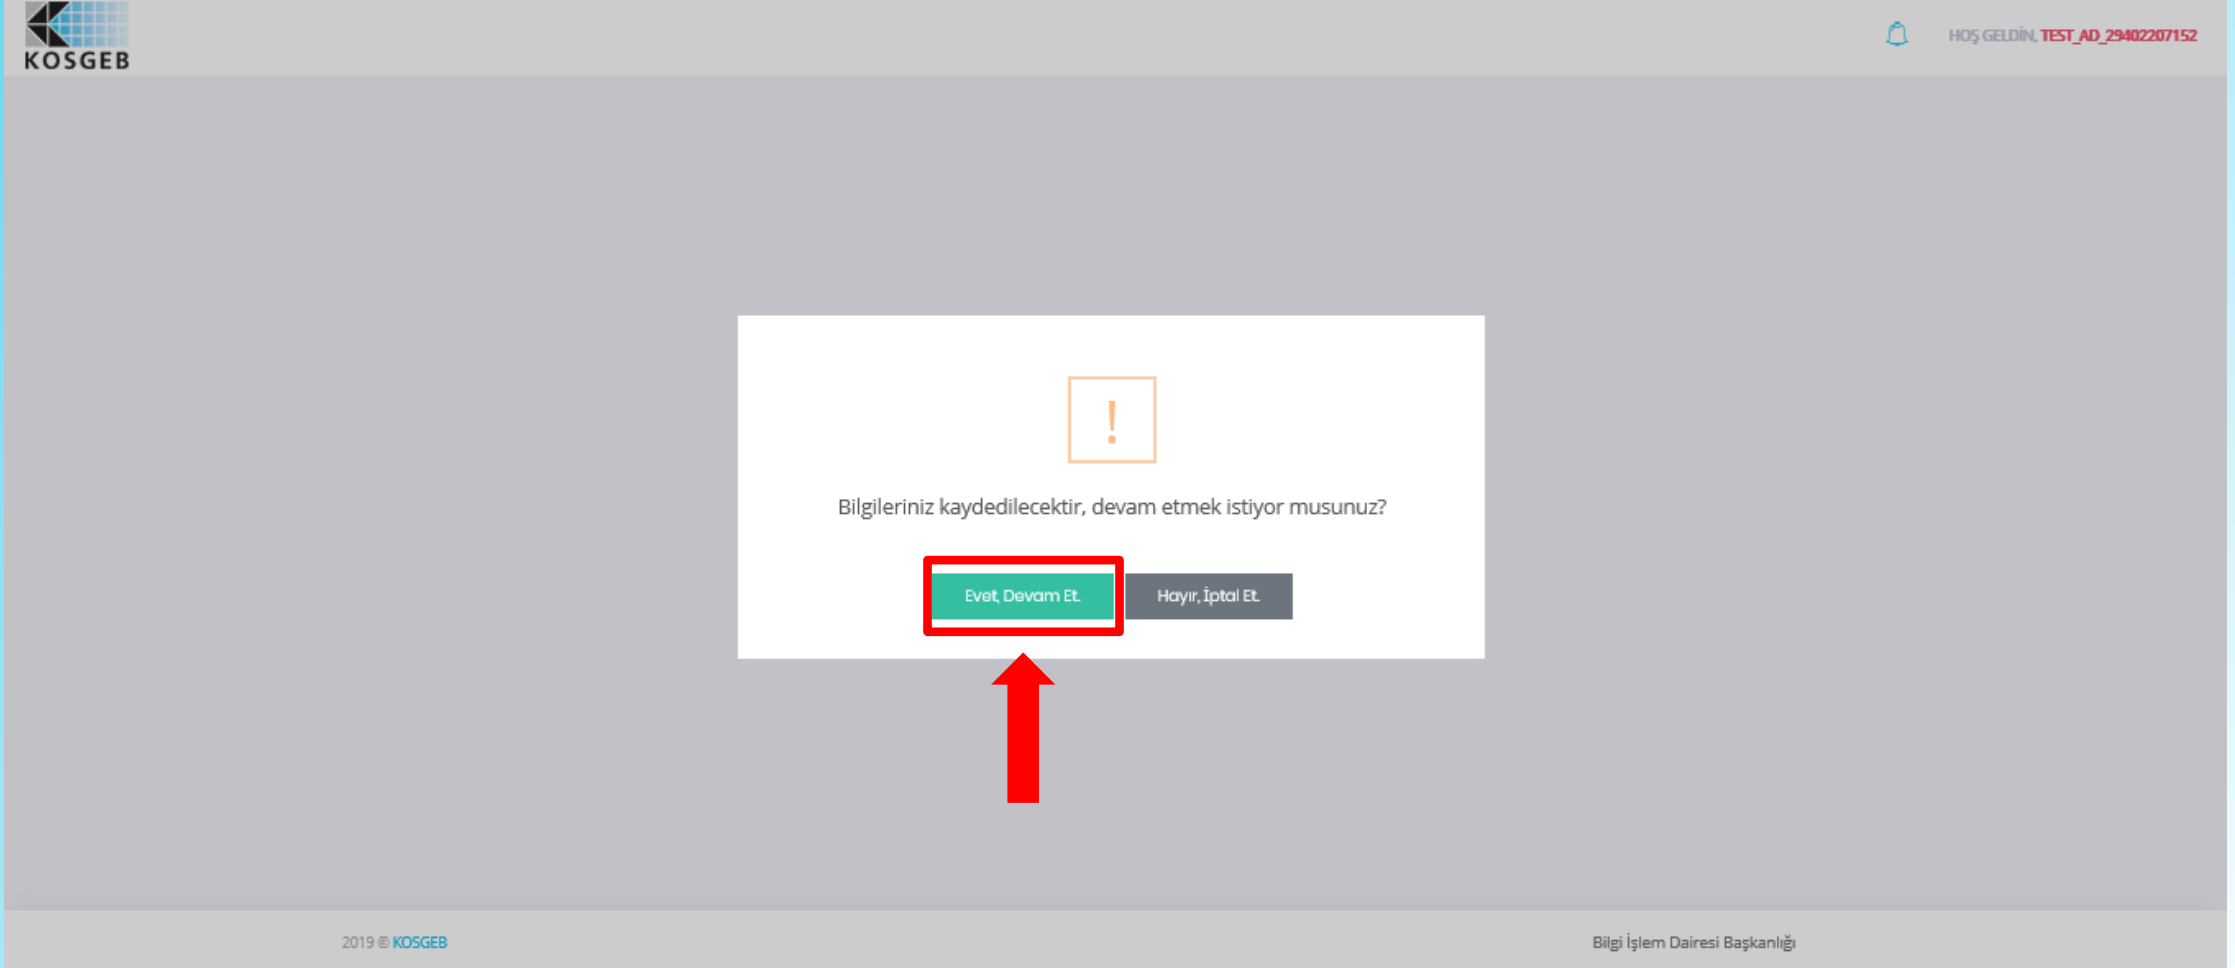 KOSGEB
HOŞ GELDİN, TEST_AD_29402207152
!
Bilgileriniz kaydedilecektir, devam etmek istiyor musunuz?
Evet, Devam Et.
Hayır, İptal Et.
2019 © KOSGEB
Bilgi İşlem Dairesi Başkanlığı